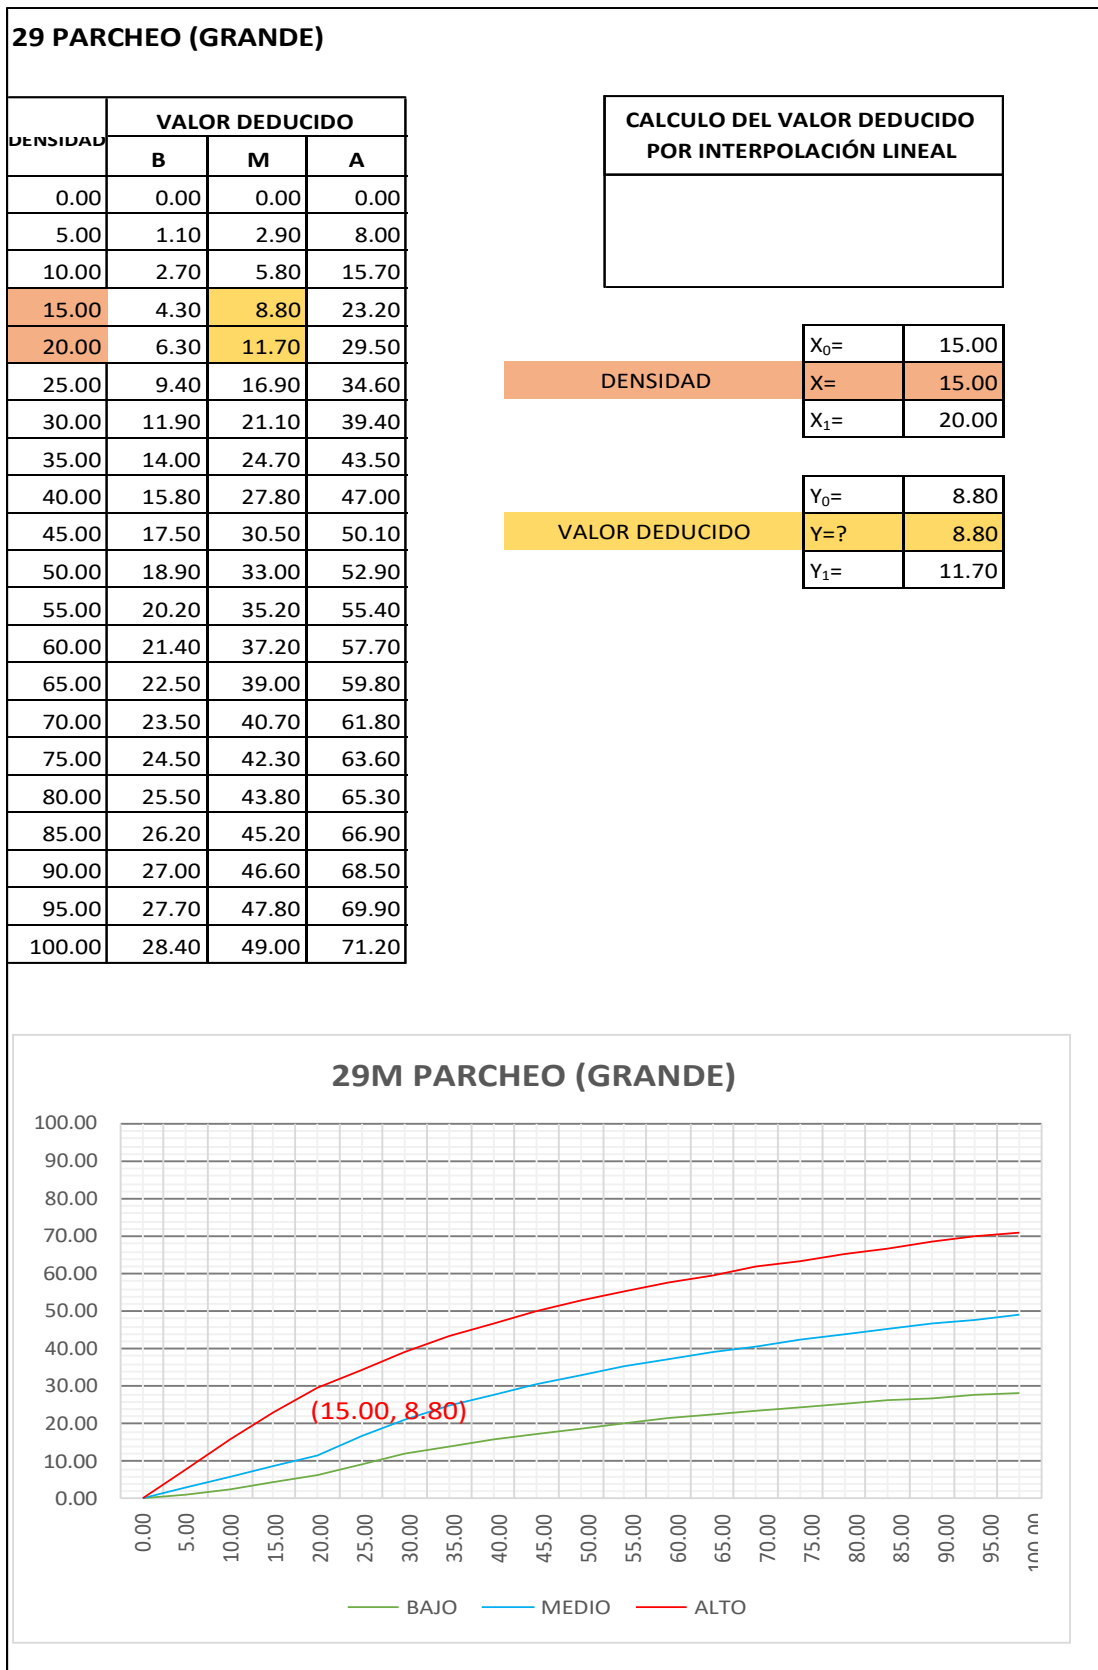 29 PARCHEO (GRANDE)
DENSIDAD VALOR DEDUCIDO
B M A
0.00 0.00 0.00 0.00
5.00 1.10 2.90 8.00
10.00 2.70 5.80 15.70
15.00 4.30 8.80 23.20
20.00 6.30 11.70 29.50
25.00 9.40 16.90 34.60
30.00 11.90 21.10 39.40
35.00 14.00 24.70 43.50
40.00 15.80 27.80 47.00
45.00 17.50 30.50 50.10
50.00 18.90 33.00 52.90
55.00 20.20 35.20 55.40
60.00 21.40 37.20 57.70
65.00 22.50 39.00 59.80
70.00 23.50 40.70 61.80
75.00 24.50 42.30 63.60
80.00 25.50 43.80 65.30
85.00 26.20 45.20 66.90
90.00 27.00 46.60 68.50
95.00 27.70 47.80 69.90
100.00 28.40 49.00 71.20
CALCULO DEL VALOR DEDUCIDO
POR INTERPOLACIÓN LINEAL
X₀= 15.00
DENSIDAD X= 15.00
X₁= 20.00
Y₀= 8.80
VALOR DEDUCIDO Y=? 8.80
Y₁= 11.70
29M PARCHEO (GRANDE)
100.00
90.00
80.00
70.00
60.00
50.00
40.00
30.00
20.00
10.00
0.00
(15.00, 8.80)
0.00 5.00 10.00 15.00 20.00 25.00 30.00 35.00 40.00 45.00 50.00 55.00 60.00 65.00 70.00 75.00 80.00 85.00 90.00 95.00 100.00
BAJO MEDIO ALTO